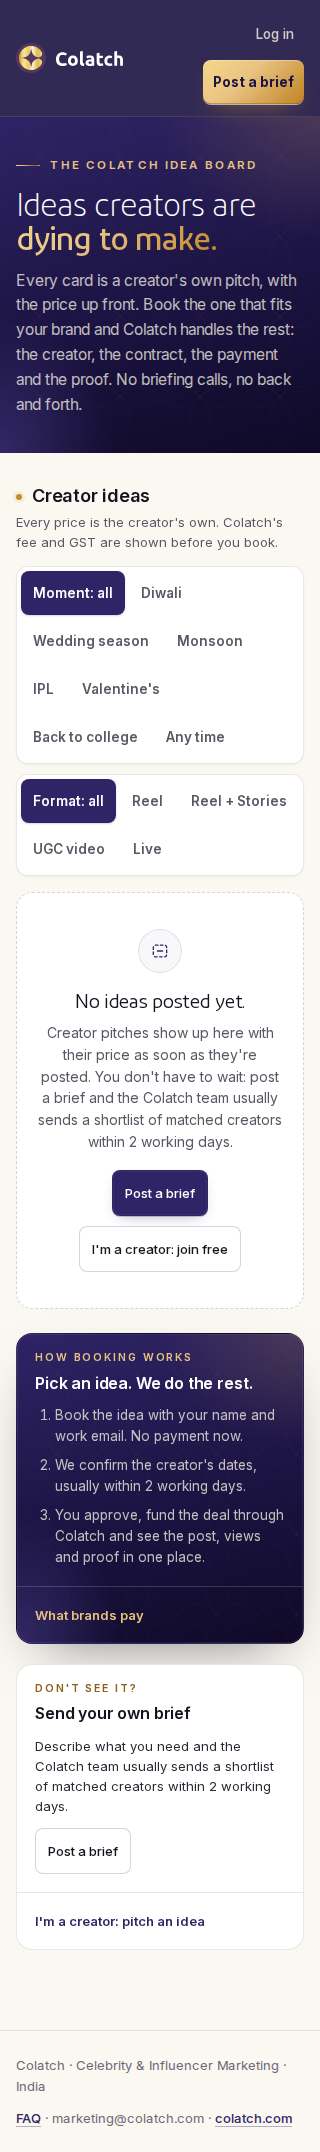 Log in
Colatch
Post a brief
THE COLATCH IDEA BOARD
Ideas creators are
dying to make.
Every card is a creator's own pitch, with
the price up front. Book the one that fits
your brand and Colatch handles the rest:
the creator, the contract, the payment
and the proof. No briefing calls, no back
and forth.
Creator ideas
Every price is the creator's own. Colatch's
fee and GST are shown before you book.
Moment: all Diwali
Wedding season Monsoon
IPL Valentine's
Back to college Any time
Format: all Reel Reel + Stories
UGC video Live
No ideas posted yet.
Creator pitches show up here with
their price as soon as they're
posted. You don't have to wait: post
a brief and the Colatch team usually
sends a shortlist of matched creators
within 2 working days.
Post a brief
I'm a creator: join free
HOW BOOKING WORKS
Pick an idea. We do the rest.
1. Book the idea with your name and
work email. No payment now.
2. We confirm the creator's dates,
usually within 2 working days.
3. You approve, fund the deal through
Colatch and see the post, views
and proof in one place.
What brands pay
DON'T SEE IT?
Send your own brief
Describe what you need and the
Colatch team usually sends a shortlist
of matched creators within 2 working
days.
Post a brief
I'm a creator: pitch an idea
Colatch · Celebrity & Influencer Marketing ·
India
FAQ · marketing@colatch.com · colatch.com